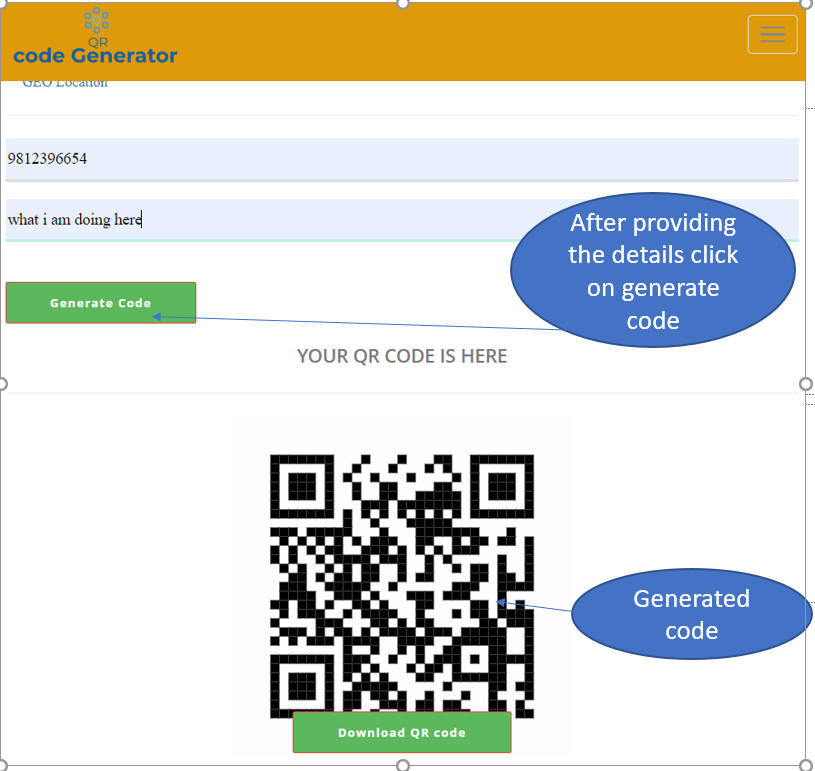 QR
code Generator
GEO Location
9812396654
what i am doing here
After providing
the details click
on generate
code
Generate Code
YOUR QR CODE IS HERE
Generated
code
Download QR code